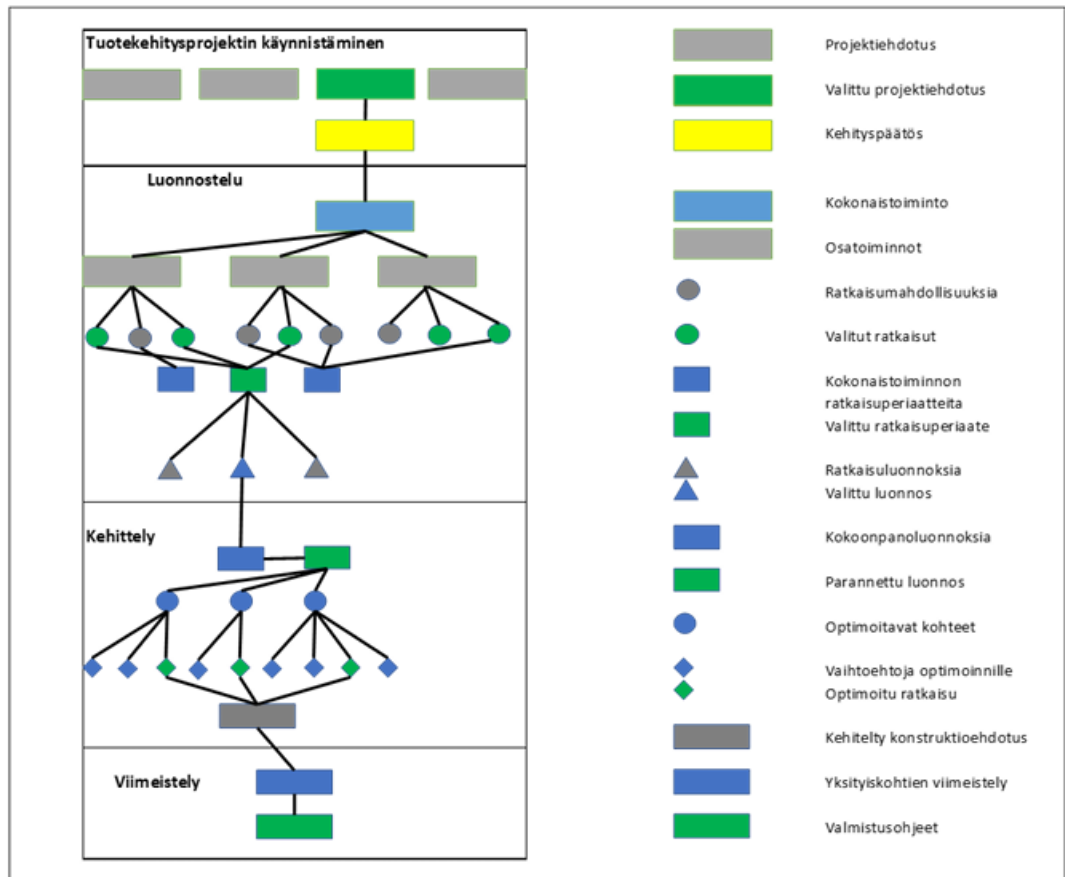 Tuotekehitysprojektin käynnistäminen
Luonnostelu
Kehittely
Viimeistely
Projektiehdotus
Valittu projektiehdotus
Kehityspäätös
Kokonaistoiminto
Osatoiminnot
Ratkaisumahdollisuuksia
Valitut ratkaisut
Kokonaistoiminnon
ratkaisuperiaatteita
Valittu ratkaisuperiaate
Ratkaisuluonnoksia
Valittu luonnos
Kokoonpanoluonnoksia
Parannettu luonnos
Optimoitavat kohteet
Vaihtoehtoja optimoinnille
Optimoitu ratkaisu
Kehitelty konstruktioehdotus
Yksityiskohtien viimeistely
Valmistusohjeet